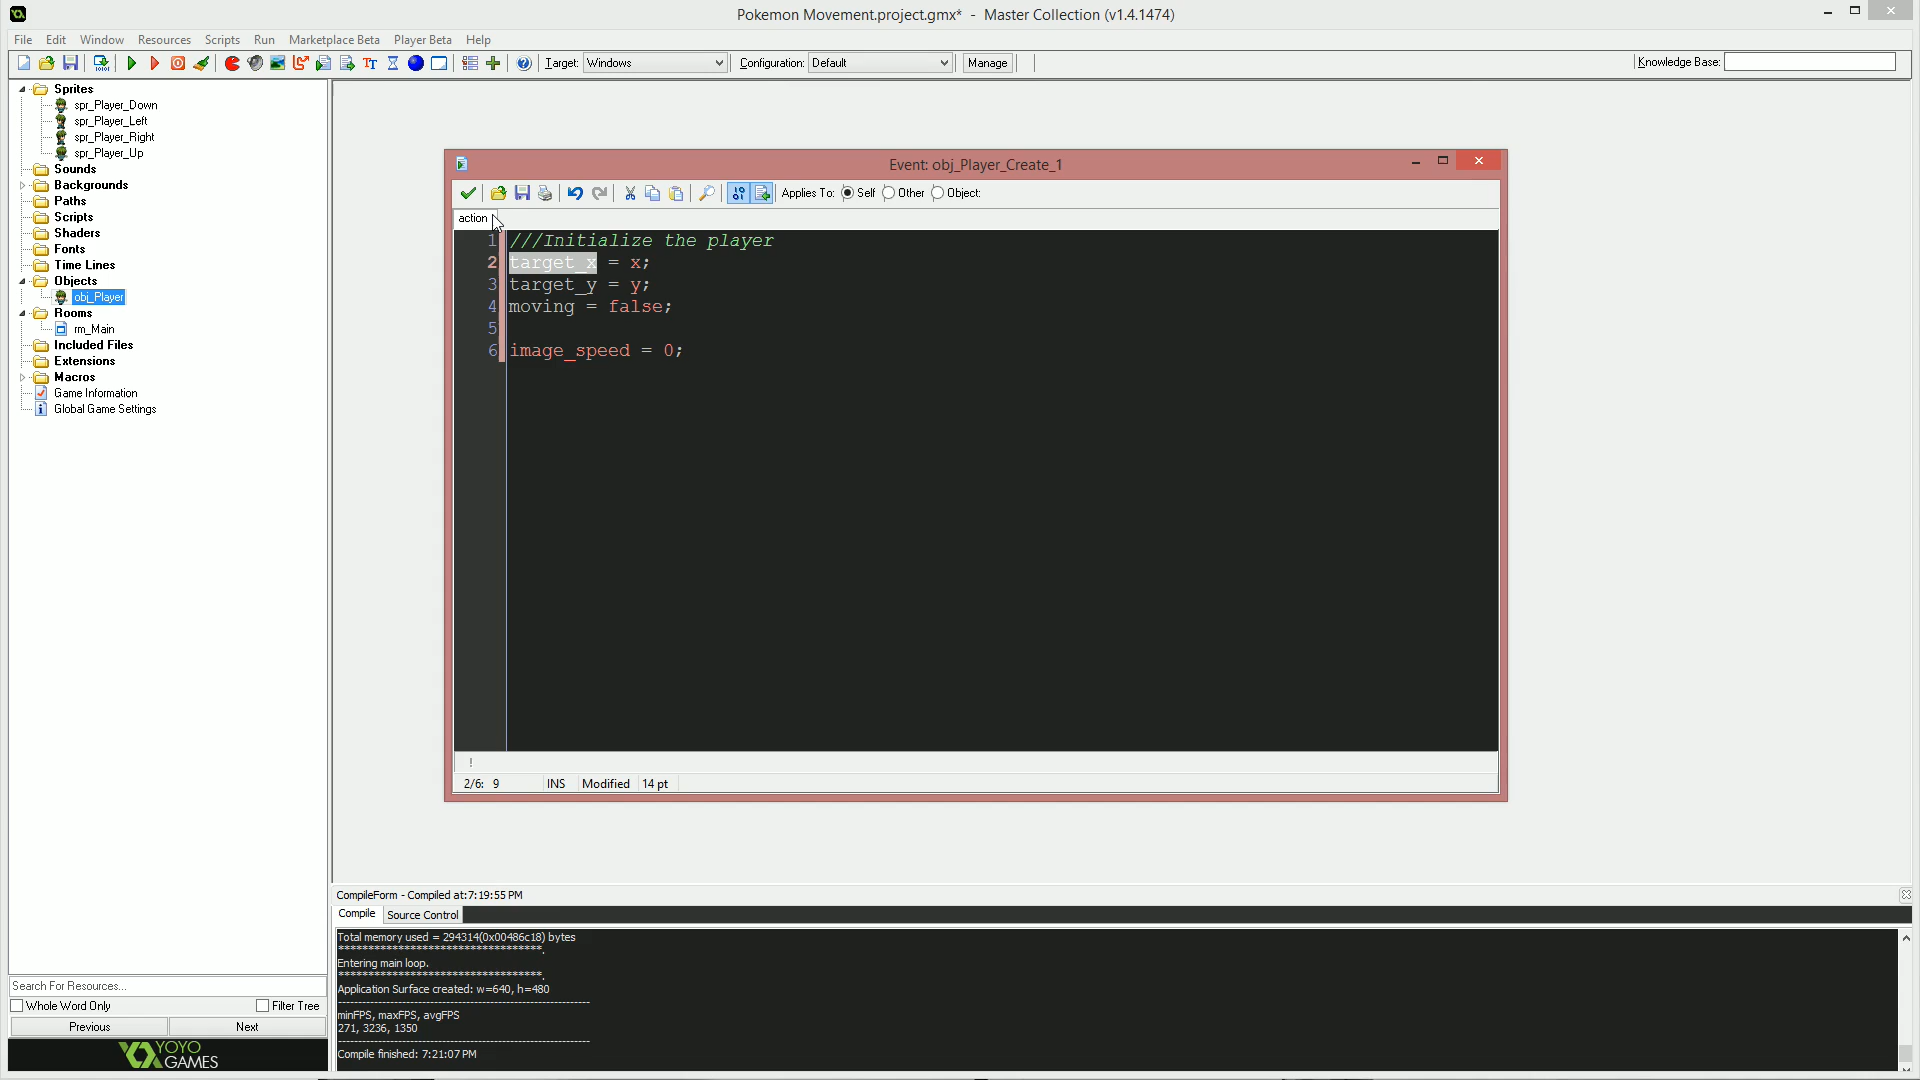 Pokemon Movement.project.gmx* - Master Collection (v1.4.1474)
File Edit Window Resources Scripts Run Marketplace Beta Player Beta Help
Target: Windows Configuration: Default Manage Knowledge Base:
Sprites
spr_Player_Down
spr_Player_Left
spr_Player_Right
spr_Player_Up
Sounds
Backgrounds
Paths
Scripts
Shaders
Fonts
Time Lines
Objects
obj_Player
Rooms
rm_Main
Included Files
Extensions
Macros
Game Information
Global Game Settings
Event: obj_Player_Create_1
Applies To: Self Other Object:
action
1 ///Initialize the player
2 target_x = x;
3 target_y = y;
4 moving = false;
5
6 image_speed = 0;
!
2/6: 9 INS Modified 14 pt
CompileForm - Compiled at:7:19:55 PM
Compile Source Control
Total memory used = 294314(0x00486c18) bytes
**********************************.
Entering main loop.
**********************************.
Application Surface created: w=640, h=480
---------------------------------------------------------------
minFPS, maxFPS, avgFPS
271, 3236, 1350
---------------------------------------------------------------
Compile finished: 7:21:07 PM
Search For Resources...
Whole Word Only Filter Tree
Previous Next
YOYO
GAMES